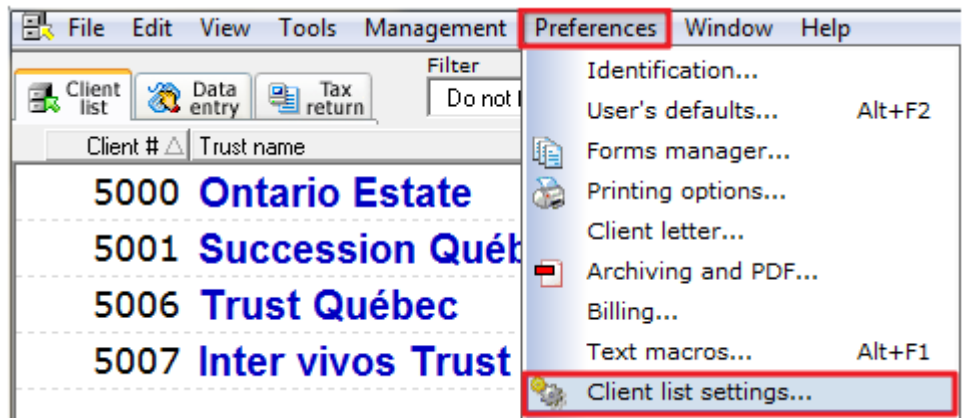 File Edit View Tools Management Preferences Window Help
Client list
Data entry
Tax return
Filter
Do not
Client # Trust name
5000 Ontario Estate
5001 Succession Québ
5006 Trust Québec
5007 Inter vivos Trust
Identification...
User's defaults... Alt+F2
Forms manager...
Printing options...
Client letter...
Archiving and PDF...
Billing...
Text macros... Alt+F1
Client list settings...